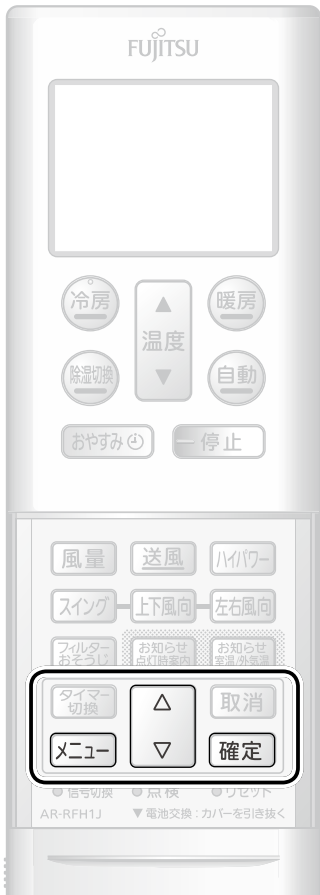 FUJITSU
冷房 ▲ 暖房
温度
除湿切換 ▼ 自動
おやすみ 停止
風量 送風 ハイパワー
スイング 上下風向 左右風向
フィルター お知らせ お知らせ
おそうじ 点灯時案内 室温/外気温
タイマー △ 取消
切換
メニュー ▽ 確定
信号切換 点検 リセット
AR-RFH1J ▼電池交換:カバーを引き抜く